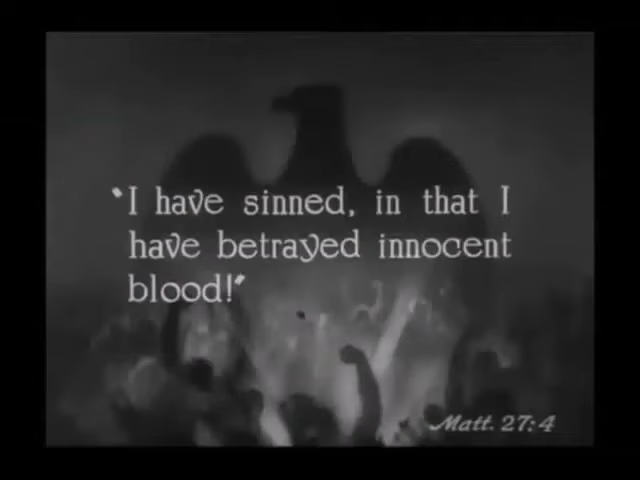 "I have sinned, in that I
have betrayed innocent
blood!"
Matt. 27:4